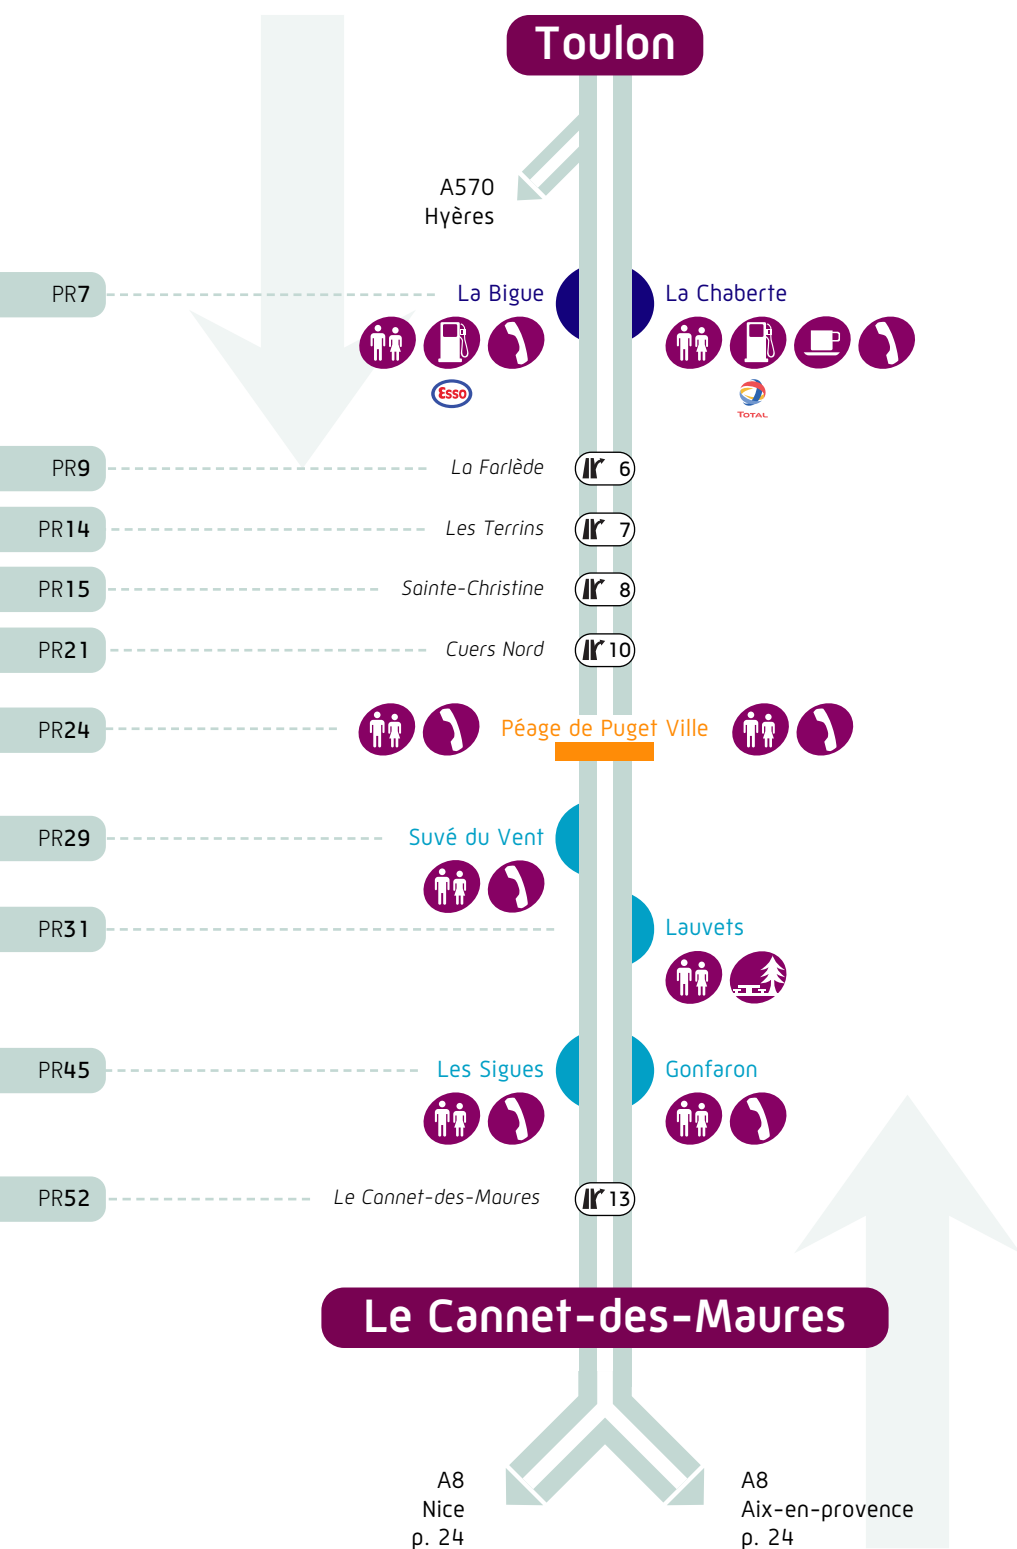 Toulon
A570
Hyères
PR7
La Bigue
La Chaberte
Esso
TOTAL
PR9
La Farlède
6
PR14
Les Terrins
7
PR15
Sainte-Christine
8
PR21
Cuers Nord
10
PR24
Péage de Puget Ville
PR29
Suvé du Vent
PR31
Lauvets
PR45
Les Sigues
Gonfaron
PR52
Le Cannet-des-Maures
13
Le Cannet-des-Maures
A8
Nice
p. 24
A8
Aix-en-provence
p. 24